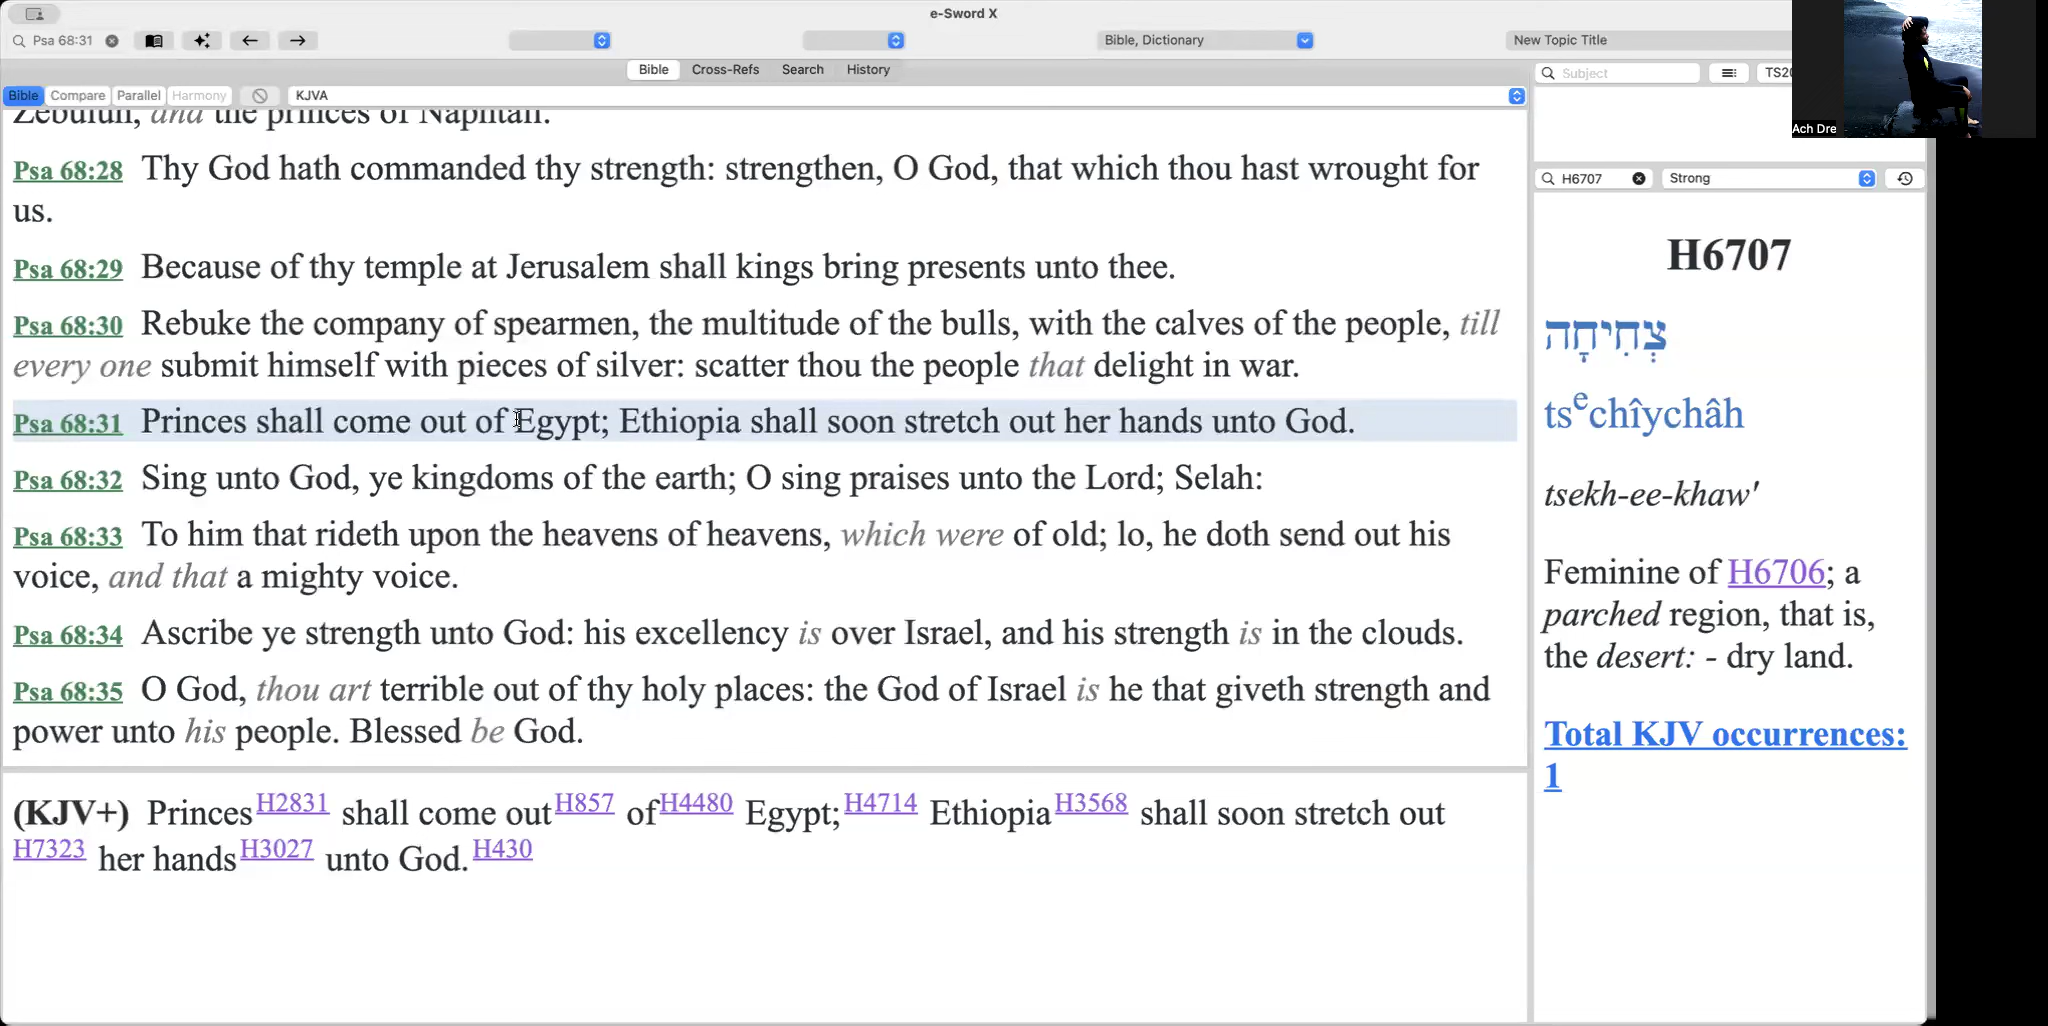 e-Sword X
Psa 68:31
Bible, Dictionary
New Topic Title
Bible Cross-Refs Search History
Subject
TS20
Bible Compare Parallel Harmony
KJVA
Ach Dre
Zebulun, and the princes of Naphtali.
Psa 68:28 Thy God hath commanded thy strength: strengthen, O God, that which thou hast wrought for
us.
Psa 68:29 Because of thy temple at Jerusalem shall kings bring presents unto thee.
Psa 68:30 Rebuke the company of spearmen, the multitude of the bulls, with the calves of the people, till
every one submit himself with pieces of silver: scatter thou the people that delight in war.
Psa 68:31 Princes shall come out of Egypt; Ethiopia shall soon stretch out her hands unto God.
Psa 68:32 Sing unto God, ye kingdoms of the earth; O sing praises unto the Lord; Selah:
Psa 68:33 To him that rideth upon the heavens of heavens, which were of old; lo, he doth send out his
voice, and that a mighty voice.
Psa 68:34 Ascribe ye strength unto God: his excellency is over Israel, and his strength is in the clouds.
Psa 68:35 O God, thou art terrible out of thy holy places: the God of Israel is he that giveth strength and
power unto his people. Blessed be God.
(KJV+) Princes H2831 shall come out H857 of H4480 Egypt; H4714 Ethiopia H3568 shall soon stretch out
H7323 her hands H3027 unto God. H430
H6707
Strong
H6707
צְחִיחָה
tsᵉchîychâh
tsekh-ee-khaw'
Feminine of H6706; a
parched region, that is,
the desert: - dry land.
Total KJV occurrences:
1